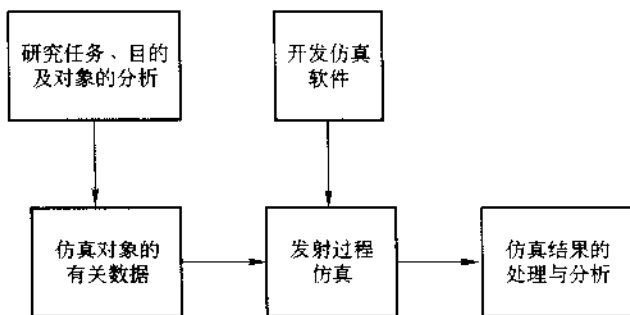 研究任务、目的
及对象的分析
开发仿真
软件
仿真对象的
有关数据
发射过程
仿真
仿真结果的
处理与分析